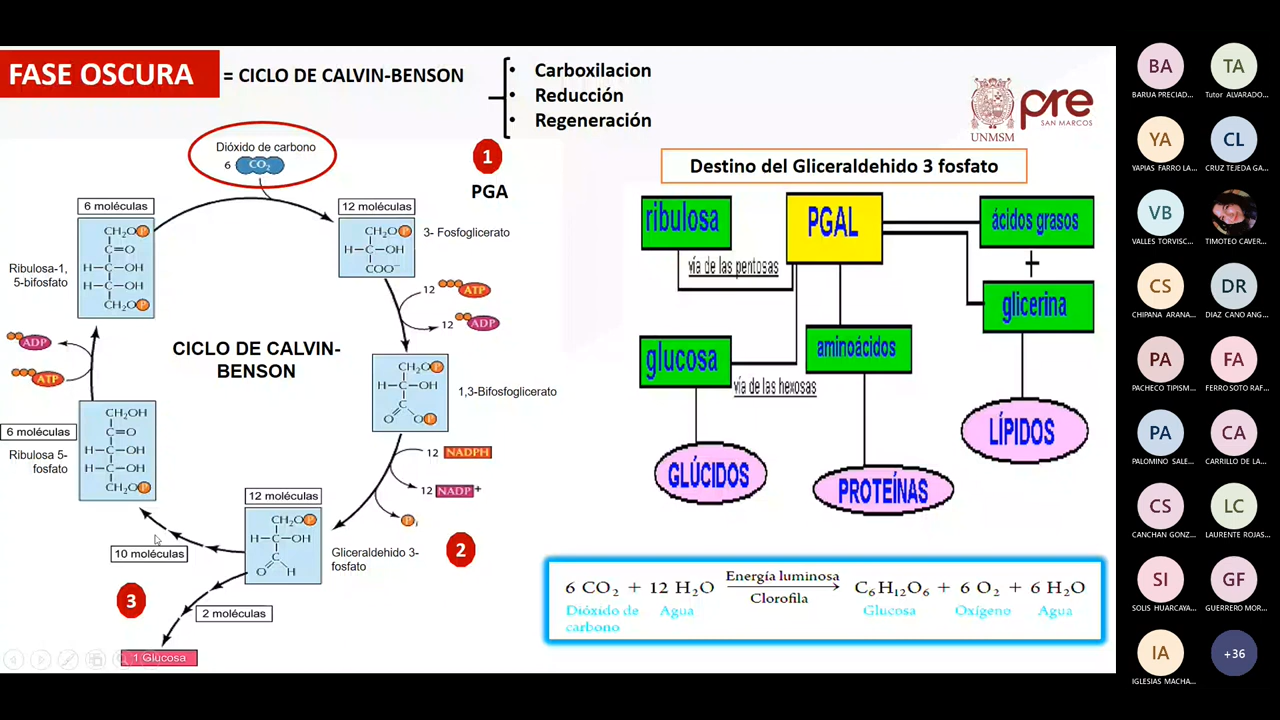 FASE OSCURA
= CICLO DE CALVIN-BENSON
• Carboxilacion
• Reducción
• Regeneración
UNMSM
pre
SAN MARCOS
Dióxido de carbono
6 CO₂
1
PGA
6 moléculas
CH₂OP
C=O
H-C-OH
H-C-OH
CH₂OP
Ribulosa-1,
5-bifosfato
12 moléculas
CH₂OP
H-C-OH
COO⁻
3- Fosfoglicerato
12 ATP
12 ADP
CICLO DE CALVIN-
BENSON
ADP
ATP
CH₂OP
H-C-OH
C
O OP
1,3-Bifosfoglicerato
6 moléculas
Ribulosa 5-
fosfato
CH₂OH
C=O
H-C-OH
H-C-OH
CH₂OP
12 NADPH
12 NADP+
Pᵢ
12 moléculas
CH₂OP
H-C-OH
C
O H
Gliceraldehido 3-
fosfato
2
10 moléculas
3
2 moléculas
1 Glucosa
Destino del Gliceraldehido 3 fosfato
ribulosa
PGAL
ácidos grasos
vía de las pentosas
+
glicerina
glucosa
aminoácidos
vía de las hexosas
GLÚCIDOS
PROTEÍNAS
LÍPIDOS
6 CO₂ + 12 H₂O Energía luminosa C₆H₁₂O₆ + 6 O₂ + 6 H₂O
Clorofila
Dióxido de carbono Agua Glucosa Oxígeno Agua
BA
BARUA PRECIAD...
TA
Tutor ALVARADO...
YA
YAPIAS FARRO LA...
CL
CRUZ TEJEDA GA...
VB
VALLES TORVISC...
TIMOTEO CAVER...
CS
CHIPANA ARANA...
DR
DIAZ CANO ANG...
PA
PACHECO TIPISM...
FA
FERRO SOTO RAF...
PA
PALOMINO SALE...
CA
CARRILLO DE LA...
CS
CANCHAN GONZ...
LC
LAURENTE ROJAS...
SI
SOLIS HUARCAYA...
GF
GUERRERO MOR...
IA
IGLESIAS MACHA...
+36